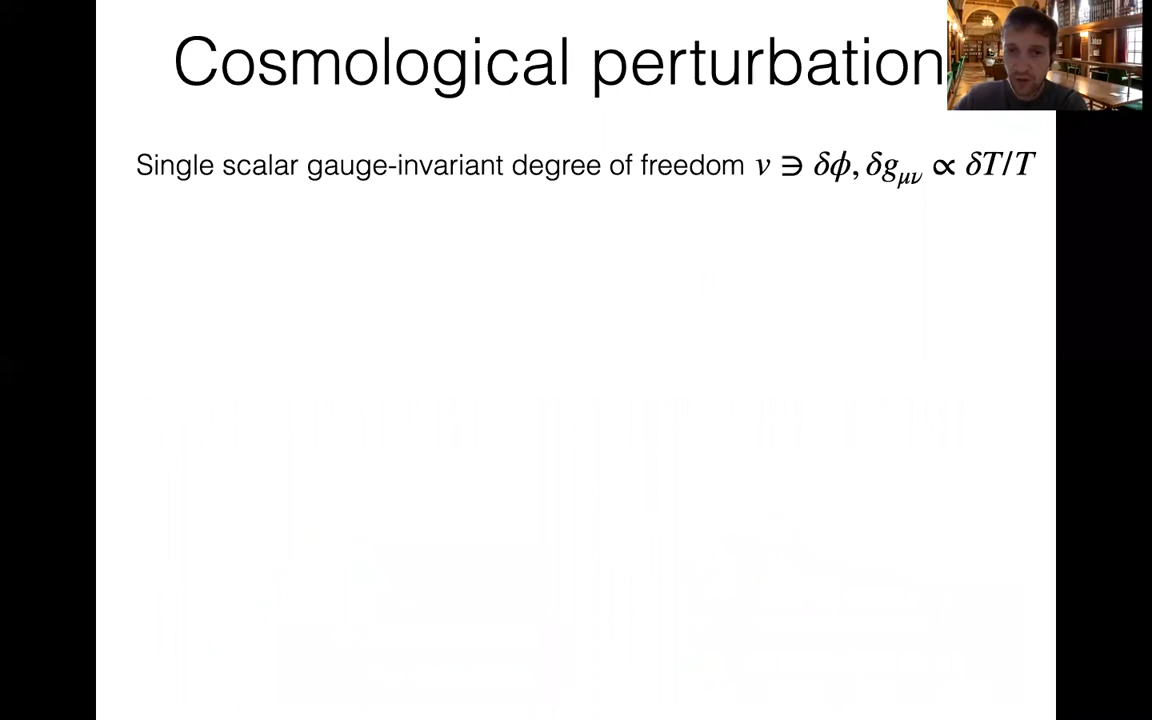 Cosmological perturbation
Single scalar gauge-invariant degree of freedom v ∋ δϕ, δg_μν ∝ δT/T